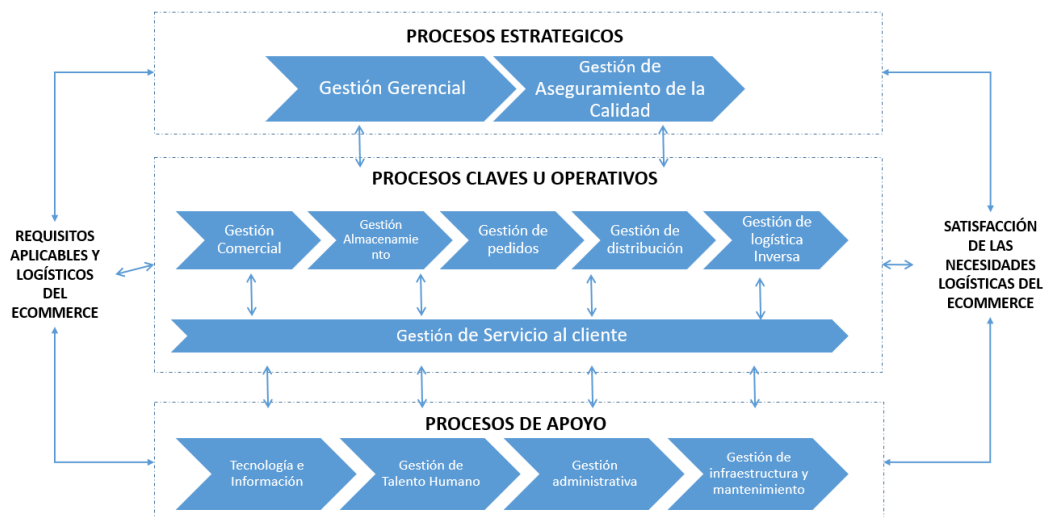 PROCESOS ESTRATEGICOS
Gestión Gerencial
Gestión de
Aseguramiento de la
Calidad
PROCESOS CLAVES U OPERATIVOS
Gestión
Comercial
Gestión
Almacenamie
nto
Gestión
de pedidos
Gestión de
distribución
Gestión de
logística
Inversa
Gestión de Servicio al cliente
REQUISITOS
APLICABLES Y
LOGÍSTICOS
DEL
ECOMMERCE
SATISFACCIÓN
DE LAS
NECESIDADES
LOGÍSTICAS DEL
ECOMMERCE
PROCESOS DE APOYO
Tecnología e
Información
Gestión de
Talento Humano
Gestión
administrativa
Gestión de
infraestructura y
mantenimiento